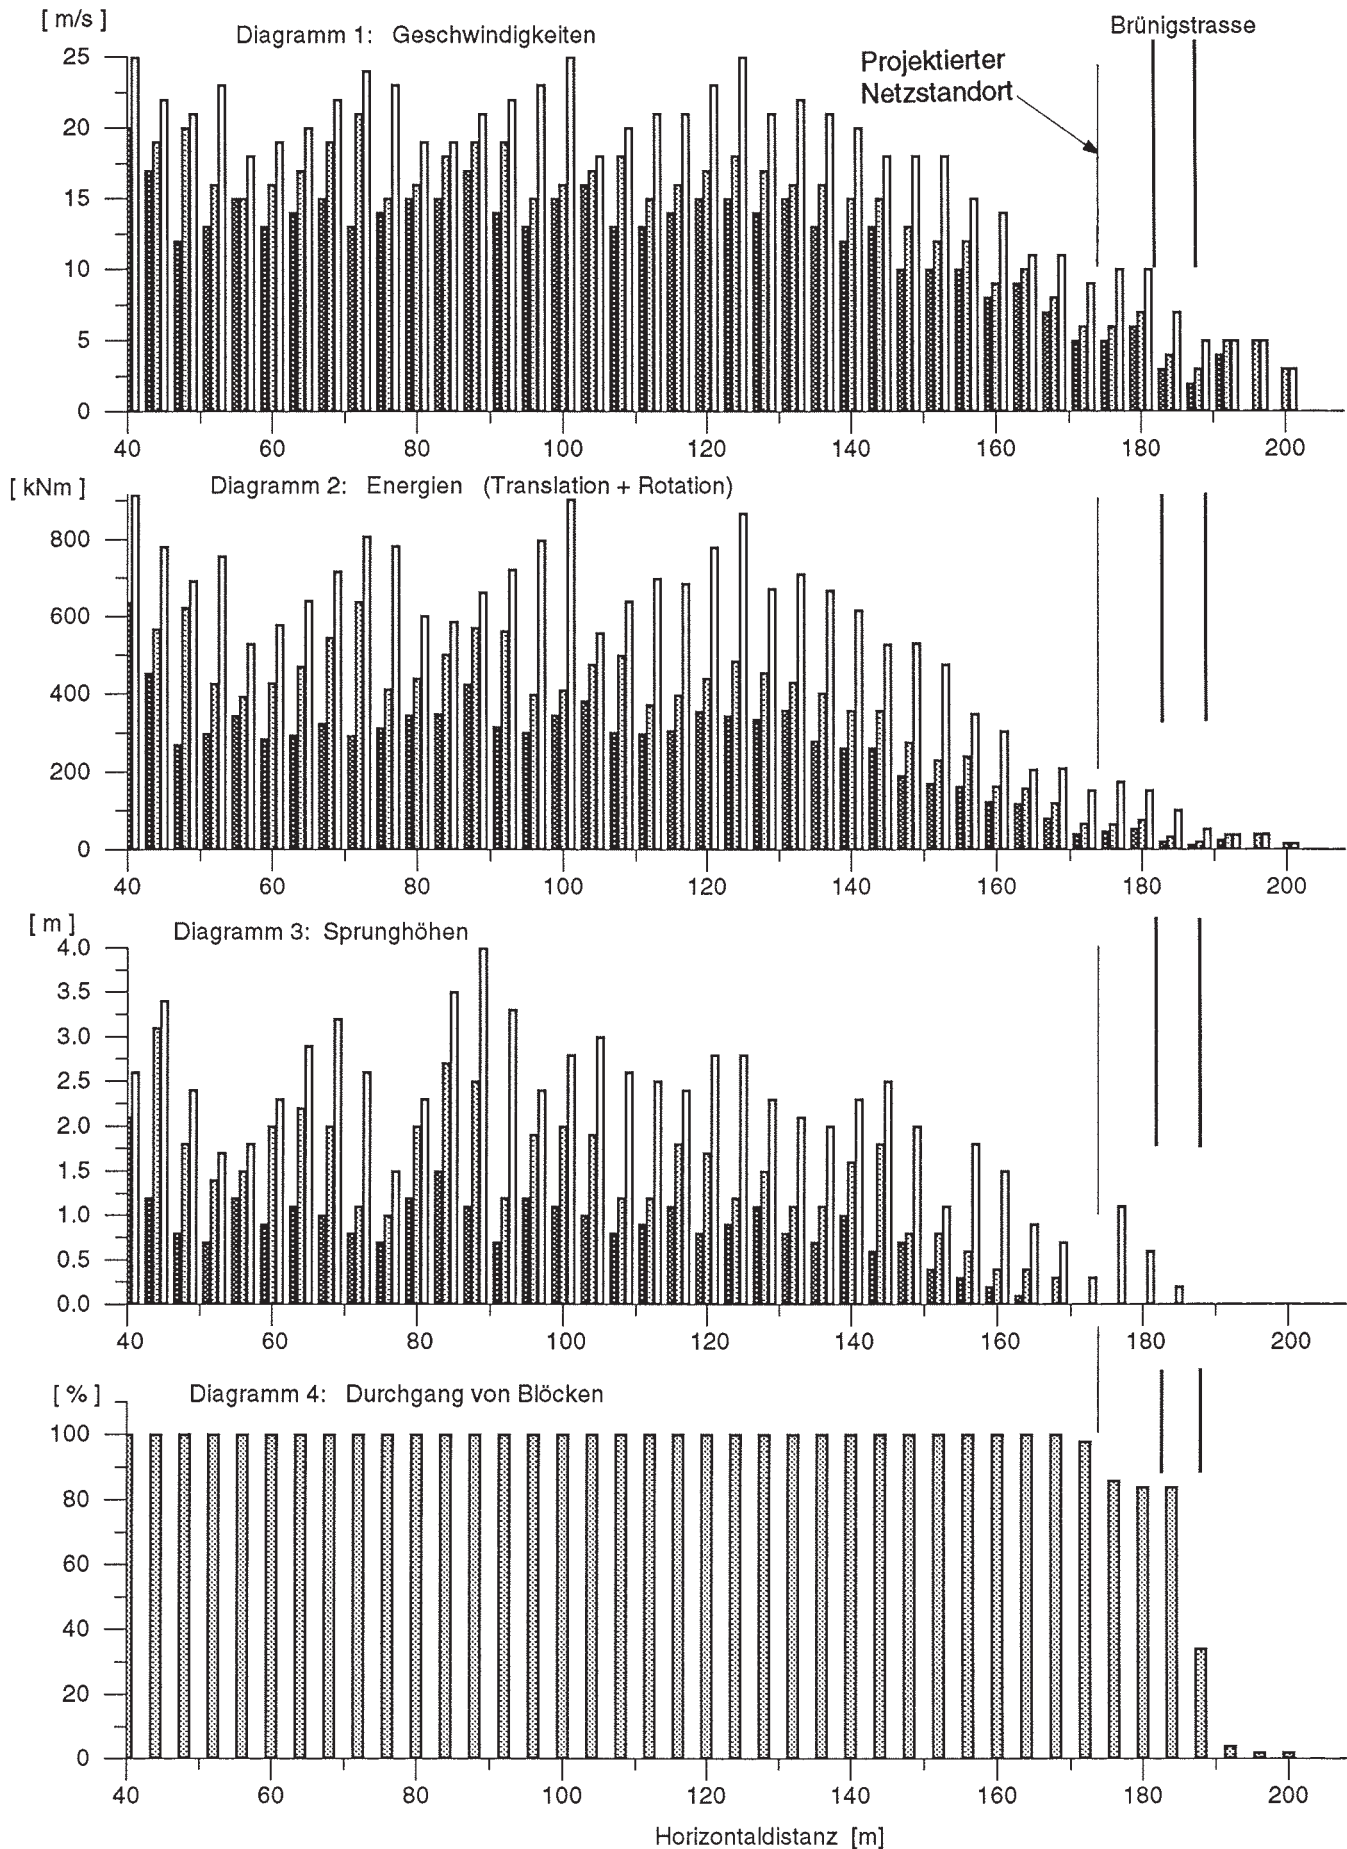 [ m/s ]
Diagramm 1: Geschwindigkeiten
Brünigstrasse
Projektierter
Netzstandort
25
20
15
10
5
0
40 60 80 100 120 140 160 180 200
[ kNm ]
Diagramm 2: Energien (Translation + Rotation)
800
600
400
200
0
40 60 80 100 120 140 160 180 200
[ m ]
Diagramm 3: Sprunghöhen
4.0
3.5
3.0
2.5
2.0
1.5
1.0
0.5
0.0
40 60 80 100 120 140 160 180 200
[ % ]
Diagramm 4: Durchgang von Blöcken
100
80
60
40
20
0
40 60 80 100 120 140 160 180 200
Horizontaldistanz [m]